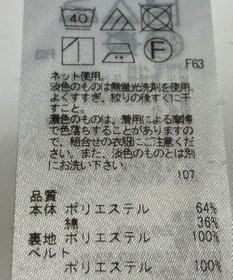 40
F
F63
ネット使用。
淡色のものは無蛍光洗剤を使用。
よくすすぎ、絞りの後すぐに干
すこと。
濃色のものは、着用による摩擦
で色落ちすることがありますので
、組合せの衣服にご注意下さ
い。また、淡色のものとは別
にお洗い下さい。
107
品質
本体 ポリエステル 64%
綿 36%
裏地 ポリエステル 100%
ベルト
ポリエステル 100%